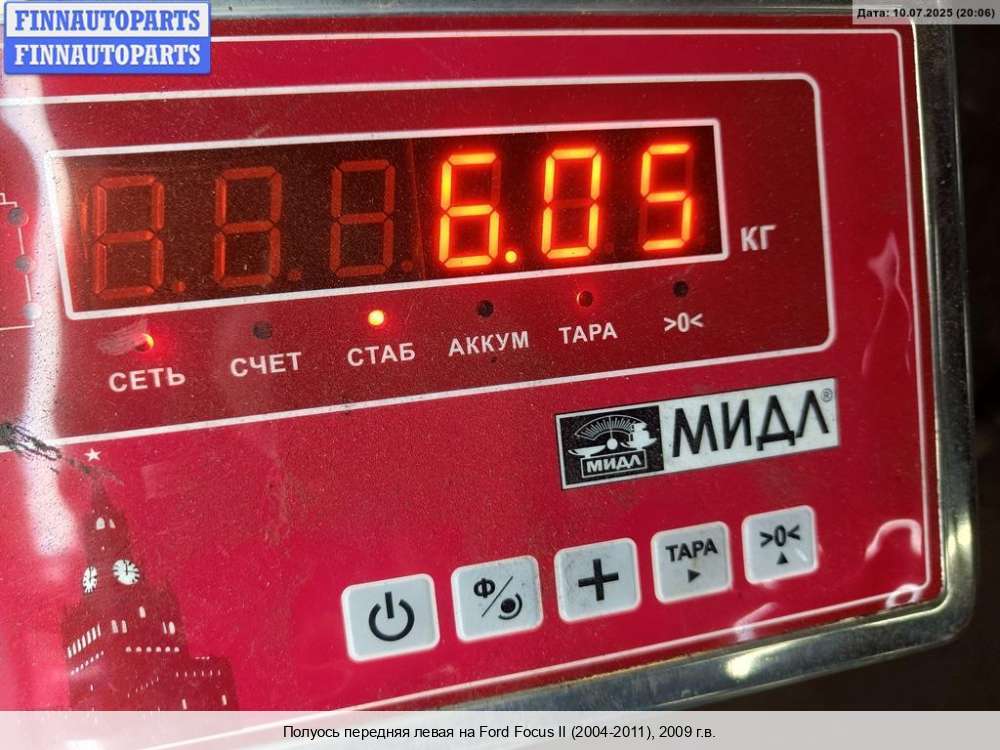 FINNAUTOPARTS
FINNAUTOPARTS
Дата: 10.07.2025 (20:06)
6.05
КГ
СЕТЬ СЧЕТ СТАБ АККУМ ТАРА >0<
МИДЛ МИДЛ®
Ф/ + ТАРА >0<
Полуось передняя левая на Ford Focus II (2004-2011), 2009 г.в.